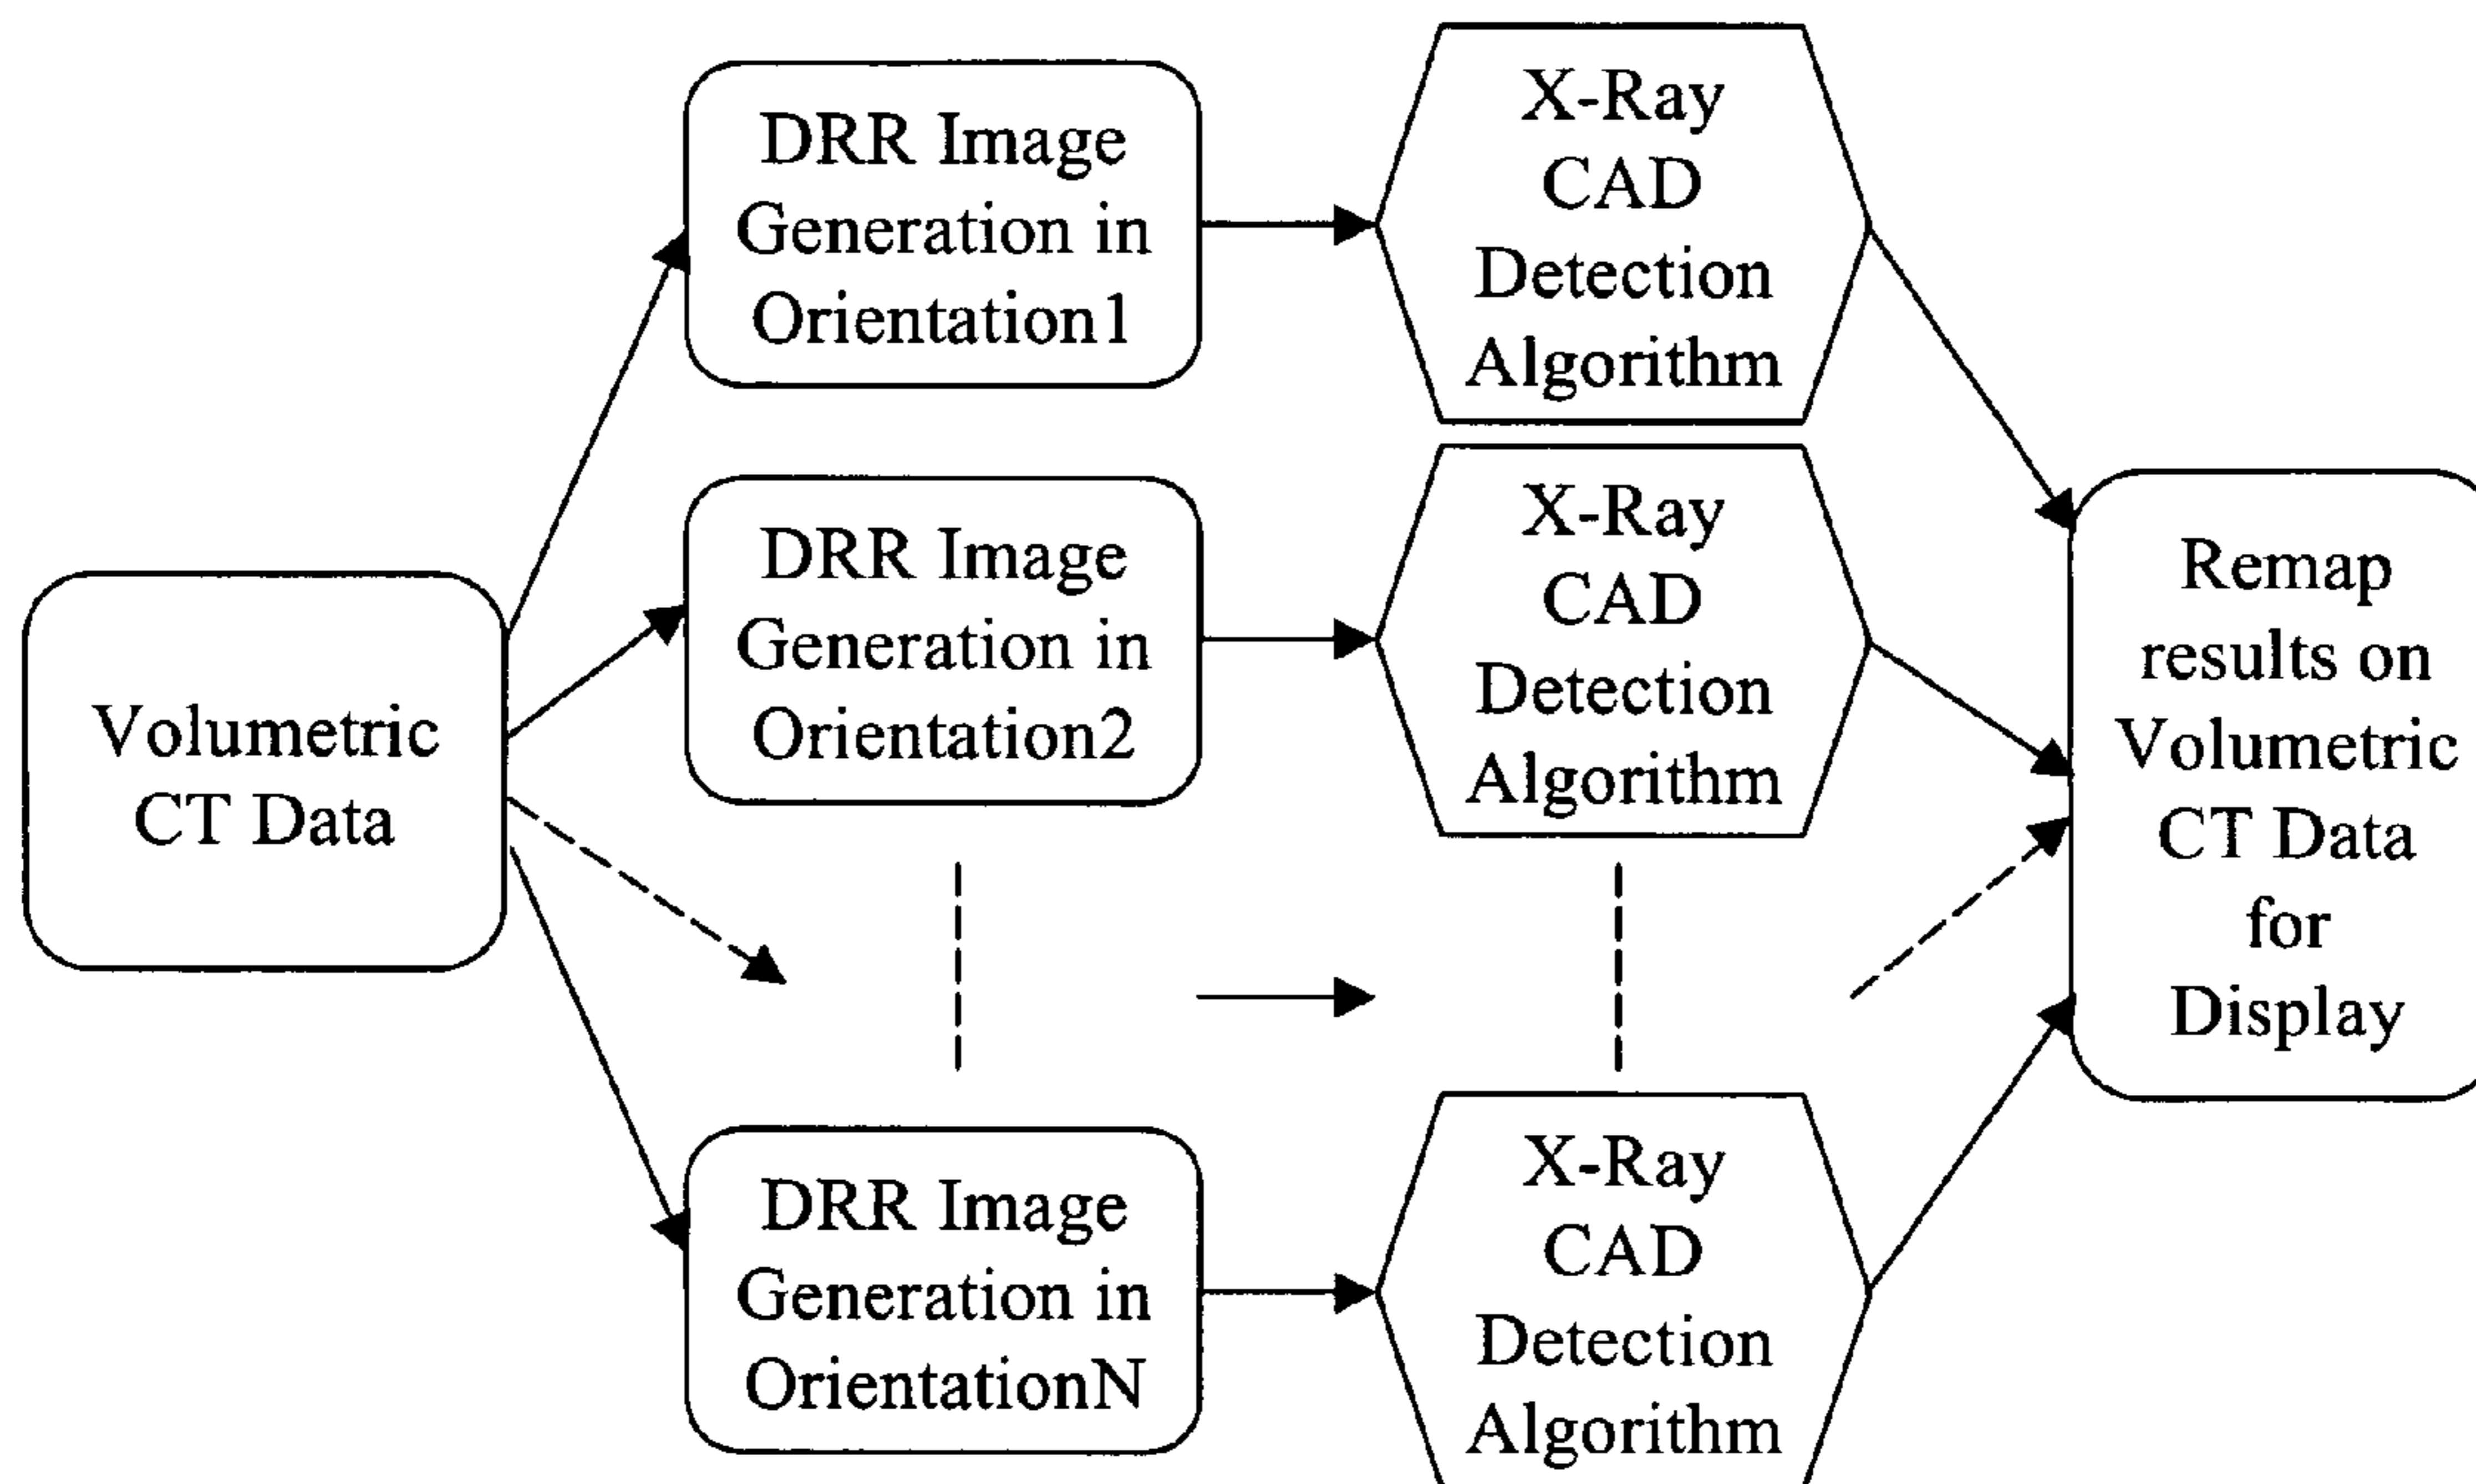 Volumetric
CT Data
DRR Image
Generation in
Orientation1
X-Ray
CAD
Detection
Algorithm
DRR Image
Generation in
Orientation2
X-Ray
CAD
Detection
Algorithm
DRR Image
Generation in
OrientationN
X-Ray
CAD
Detection
Algorithm
Remap
results on
Volumetric
CT Data
for
Display